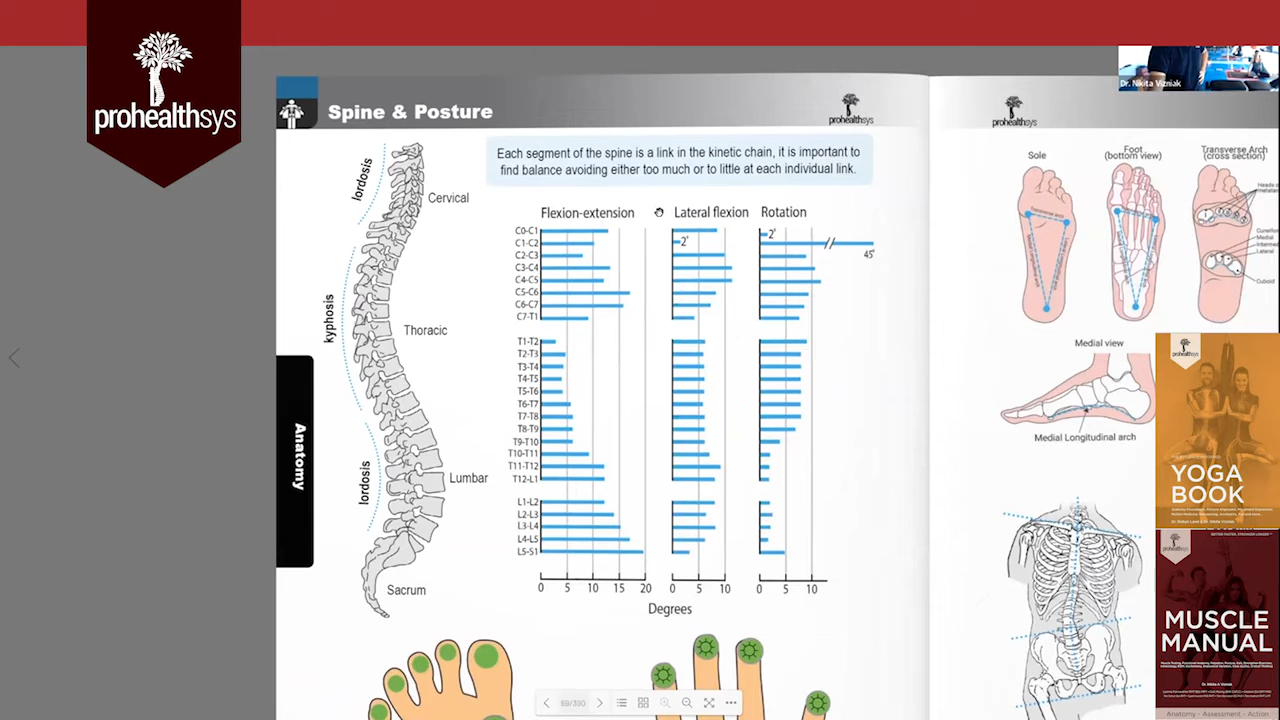 prohealthsys
Spine & Posture
prohealthsys
prohealthsys
Dr. Nikita Vizniak
Each segment of the spine is a link in the kinetic chain, it is important to
find balance avoiding either too much or to little at each individual link.
lordosis
Cervical
kyphosis
Thoracic
lordosis
Lumbar
Sacrum
Anatomy
Flexion-extension
Lateral flexion
Rotation
C0-C1
C1-C2
C2-C3
C3-C4
C4-C5
C5-C6
C6-C7
C7-T1
2°
2°
45°
T1-T2
T2-T3
T3-T4
T4-T5
T5-T6
T6-T7
T7-T8
T8-T9
T9-T10
T10-T11
T11-T12
T12-L1
L1-L2
L2-L3
L3-L4
L4-L5
L5-S1
0 5 10 15 20
0 5 10
0 5 10
Degrees
Sole
Foot
(bottom view)
Transverse Arch
(cross section)
Medial
Lateral
Cuboid
Medial view
Medial Longitudinal arch
prohealthsys
YOGA
BOOK
prohealthsys
MUSCLE
MANUAL
Anatomy - Assessment - Action
69/390